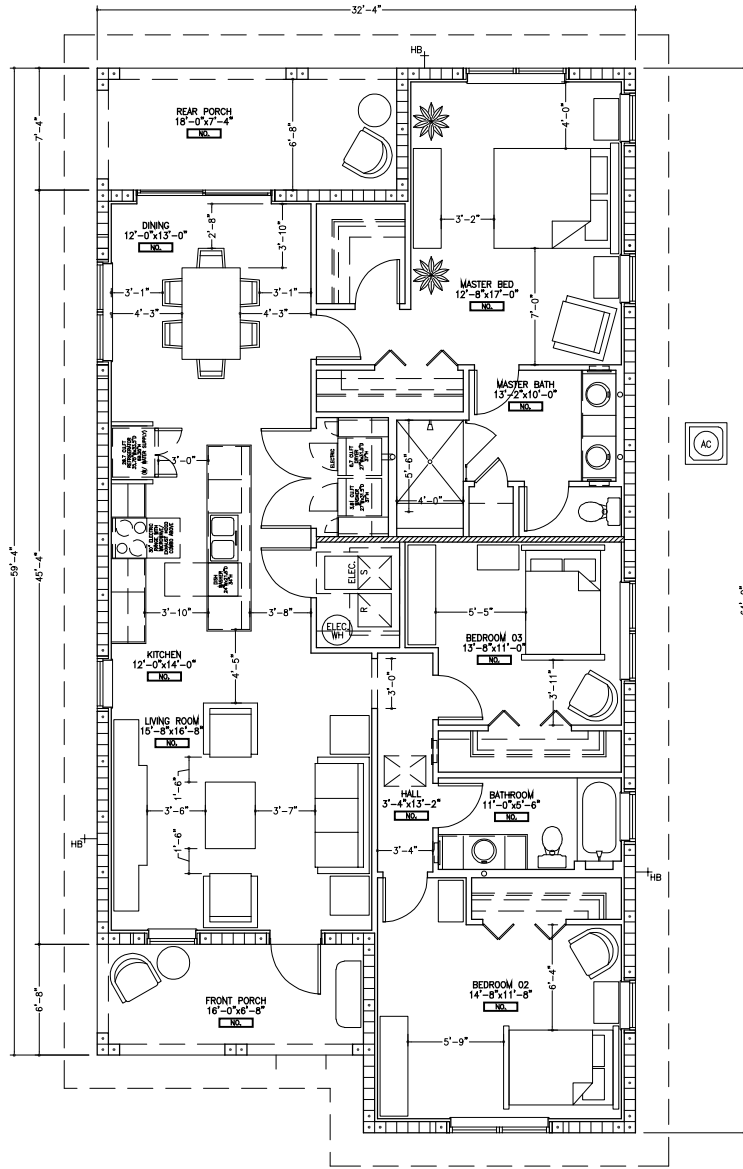 32'-4"
HB
REAR PORCH
18'-0"x7'-4"
NO.
6'-8"
4'-0"
7'-4"
DINING
12'-0"x13'-0"
NO.
2'-8"
3'-10"
3'-2"
3'-1"
3'-1"
4'-3"
4'-3"
MASTER BED
12'-8"x17'-0"
NO.
7'-0"
MASTER BATH
13'-2"x10'-0"
NO.
AC
3'-0"
ELECTRIC
5'-6"
4'-0"
59'-4"
45'-4"
3'-10"
3'-8"
ELEC.
S
R
ELEC.
WH
5'-5"
BEDROOM 03
13'-8"x11'-0"
NO.
KITCHEN
12'-0"x14'-0"
NO.
4'-5"
3'-0"
3'-11"
LIVING ROOM
15'-8"x16'-8"
NO.
1'-6"
3'-6"
3'-7"
1'-6"
HALL
3'-4"x13'-2"
NO.
BATHROOM
11'-0"x5'-6"
NO.
3'-4"
HB
HB
6'-8"
FRONT PORCH
16'-0"x6'-8"
NO.
6'-4"
BEDROOM 02
14'-8"x11'-8"
NO.
5'-9"